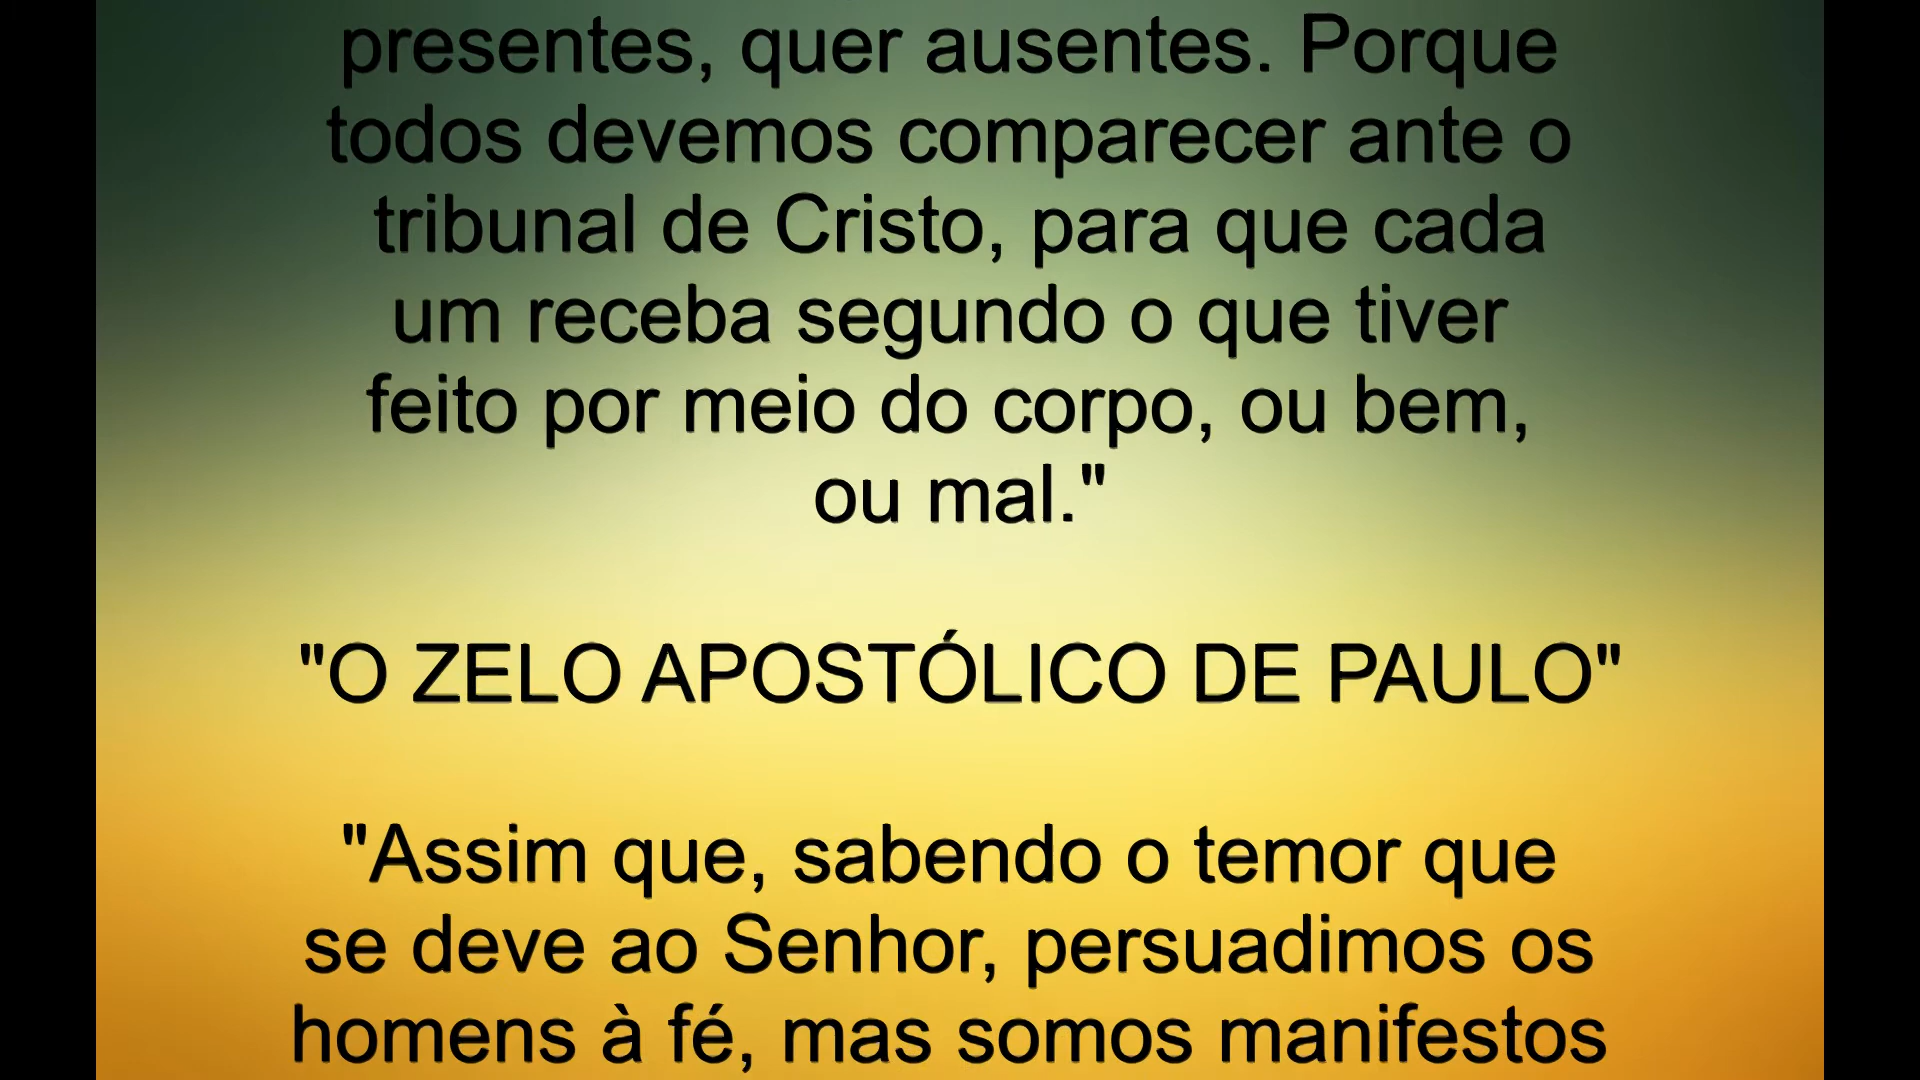 presentes, quer ausentes. Porque
todos devemos comparecer ante o
tribunal de Cristo, para que cada
um receba segundo o que tiver
feito por meio do corpo, ou bem,
ou mal."
"O ZELO APOSTÓLICO DE PAULO"
"Assim que, sabendo o temor que
se deve ao Senhor, persuadimos os
homens à fé, mas somos manifestos